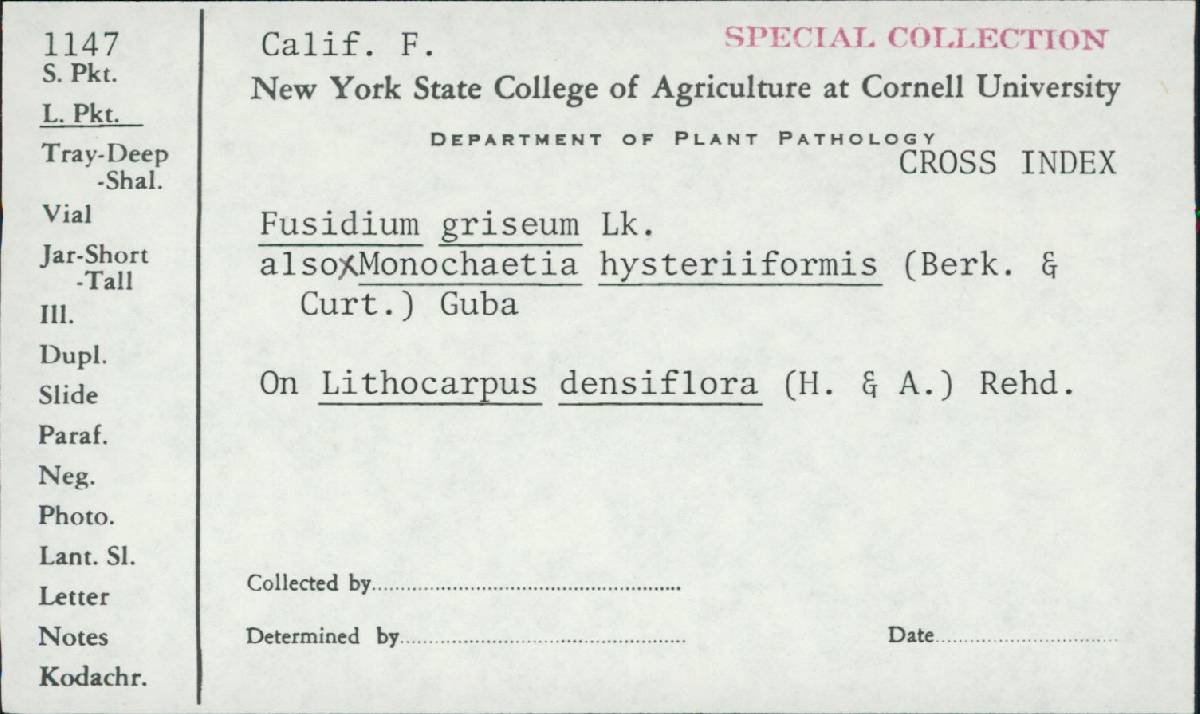 1147
S. Pkt.
L. Pkt.
Tray-Deep
-Shal.
Vial
Jar-Short
-Tall
Ill.
Dupl.
Slide
Paraf.
Neg.
Photo.
Lant. Sl.
Letter
Notes
Kodachr.
Calif. F.
SPECIAL COLLECTION
New York State College of Agriculture at Cornell University
DEPARTMENT OF PLANT PATHOLOGY
CROSS INDEX
Fusidium griseum Lk.
alsoxMonochaetia hysteriiformis (Berk. &
Curt.) Guba
On Lithocarpus densiflora (H. & A.) Rehd.
Collected by
Determined by
Date